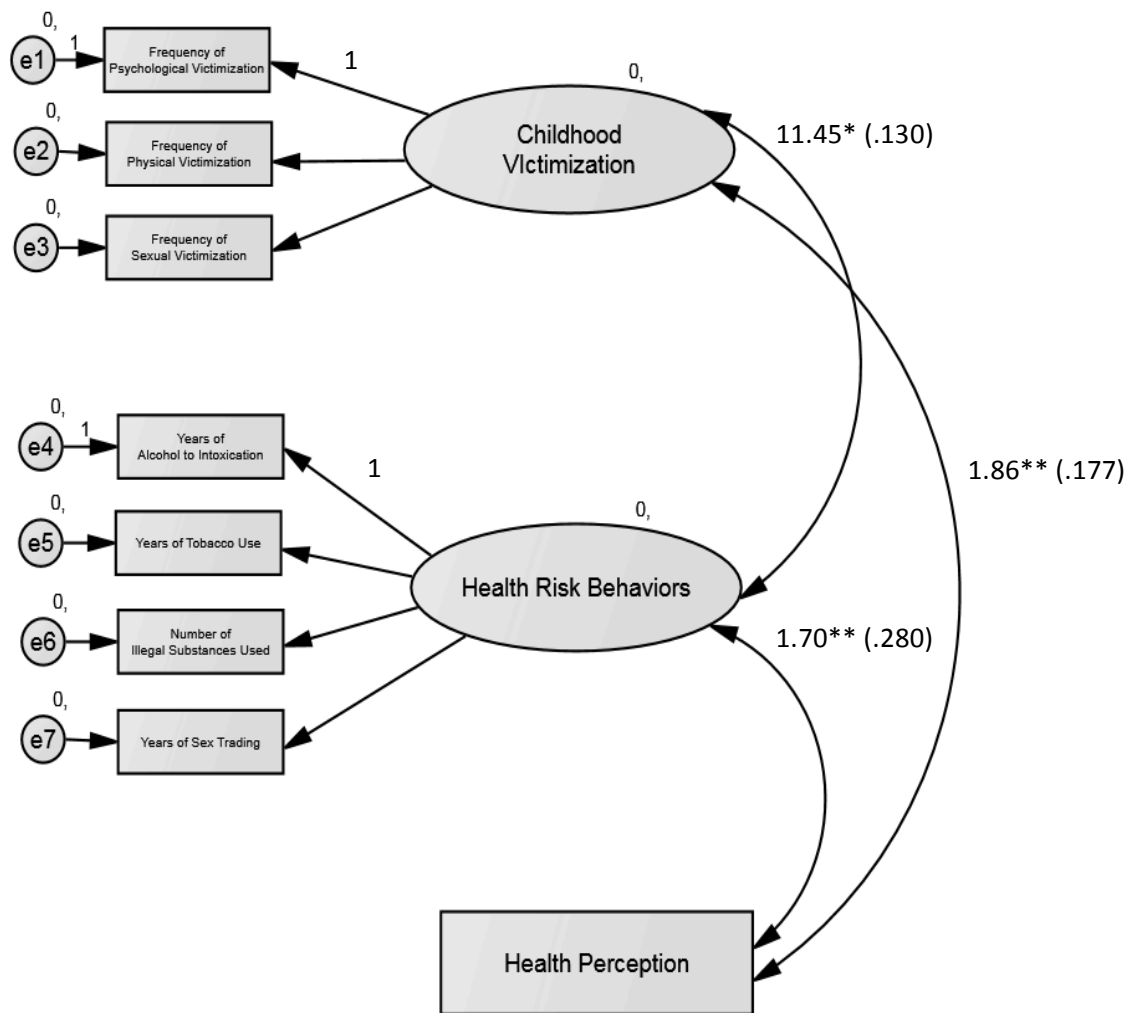 0,
1
e1
Frequency of
Psychological Victimization
1
0,
e2
Frequency of
Physical Victimization
0,
e3
Frequency of
Sexual Victimization
0,
Childhood
VIctimization
11.45* (.130)
1.86** (.177)
0,
1
e4
Years of
Alcohol to Intoxication
1
0,
e5
Years of Tobacco Use
0,
e6
Number of
Illegal Substances Used
0,
e7
Years of Sex Trading
0,
Health Risk Behaviors
1.70** (.280)
Health Perception